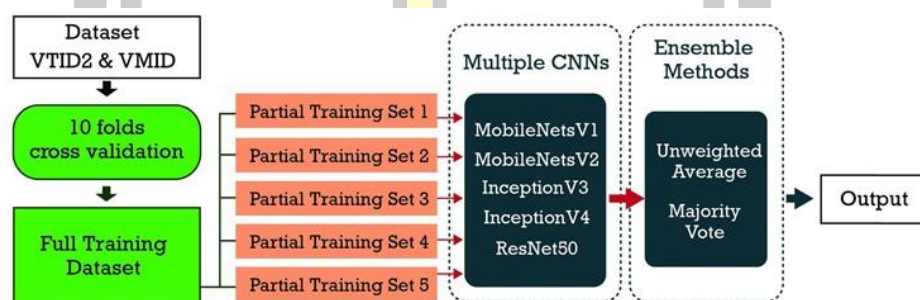 Dataset
VTID2 & VMID
10 folds
cross validation
Full Training
Dataset
Partial Training Set 1
Partial Training Set 2
Partial Training Set 3
Partial Training Set 4
Partial Training Set 5
Multiple CNNs
MobileNetsV1
MobileNetsV2
InceptionV3
InceptionV4
ResNet50
Ensemble
Methods
Unweighted
Average
Majority
Vote
Output